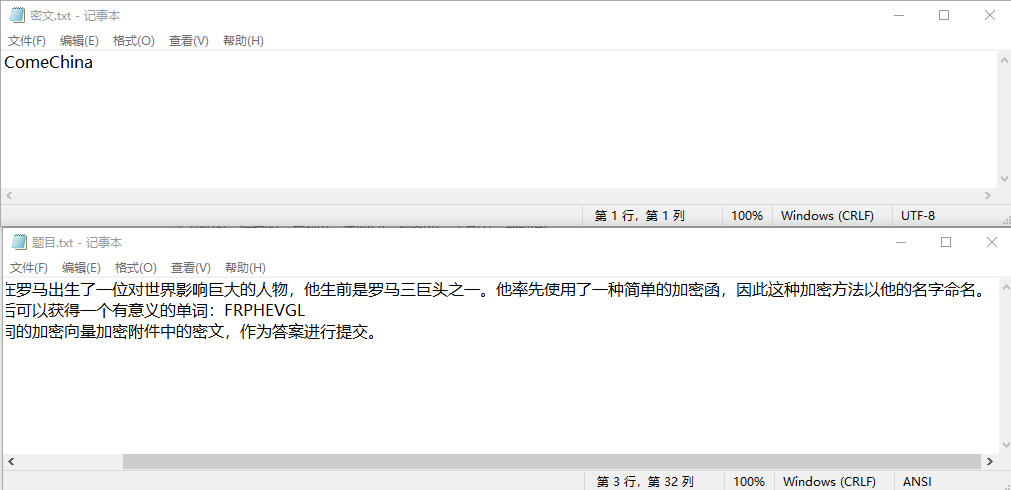 密文.txt - 记事本
文件(F) 编辑(E) 格式(O) 查看(V) 帮助(H)
ComeChina
第 1 行，第 1 列 100% Windows (CRLF) UTF-8
题目.txt - 记事本
文件(F) 编辑(E) 格式(O) 查看(V) 帮助(H)
在罗马出生了一位对世界影响巨大的人物，他生前是罗马三巨头之一。他率先使用了一种简单的加密函，因此这种加密方法以他的名字命名。
后可以获得一个有意义的单词：FRPHEVGL
同的加密向量加密附件中的密文，作为答案进行提交。
第 3 行，第 32 列 100% Windows (CRLF) ANSI